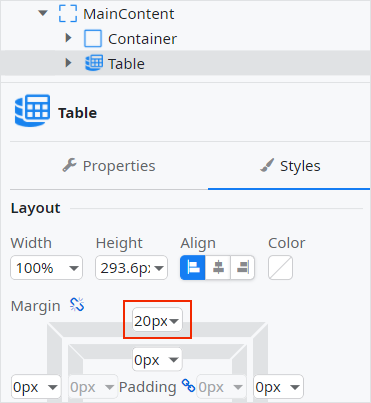 MainContent
Container
Table
Table
Properties Styles
Layout
Width Height Align Color
100% 293.6px
Margin
20px
0px
0px 0px Padding 0px 0px